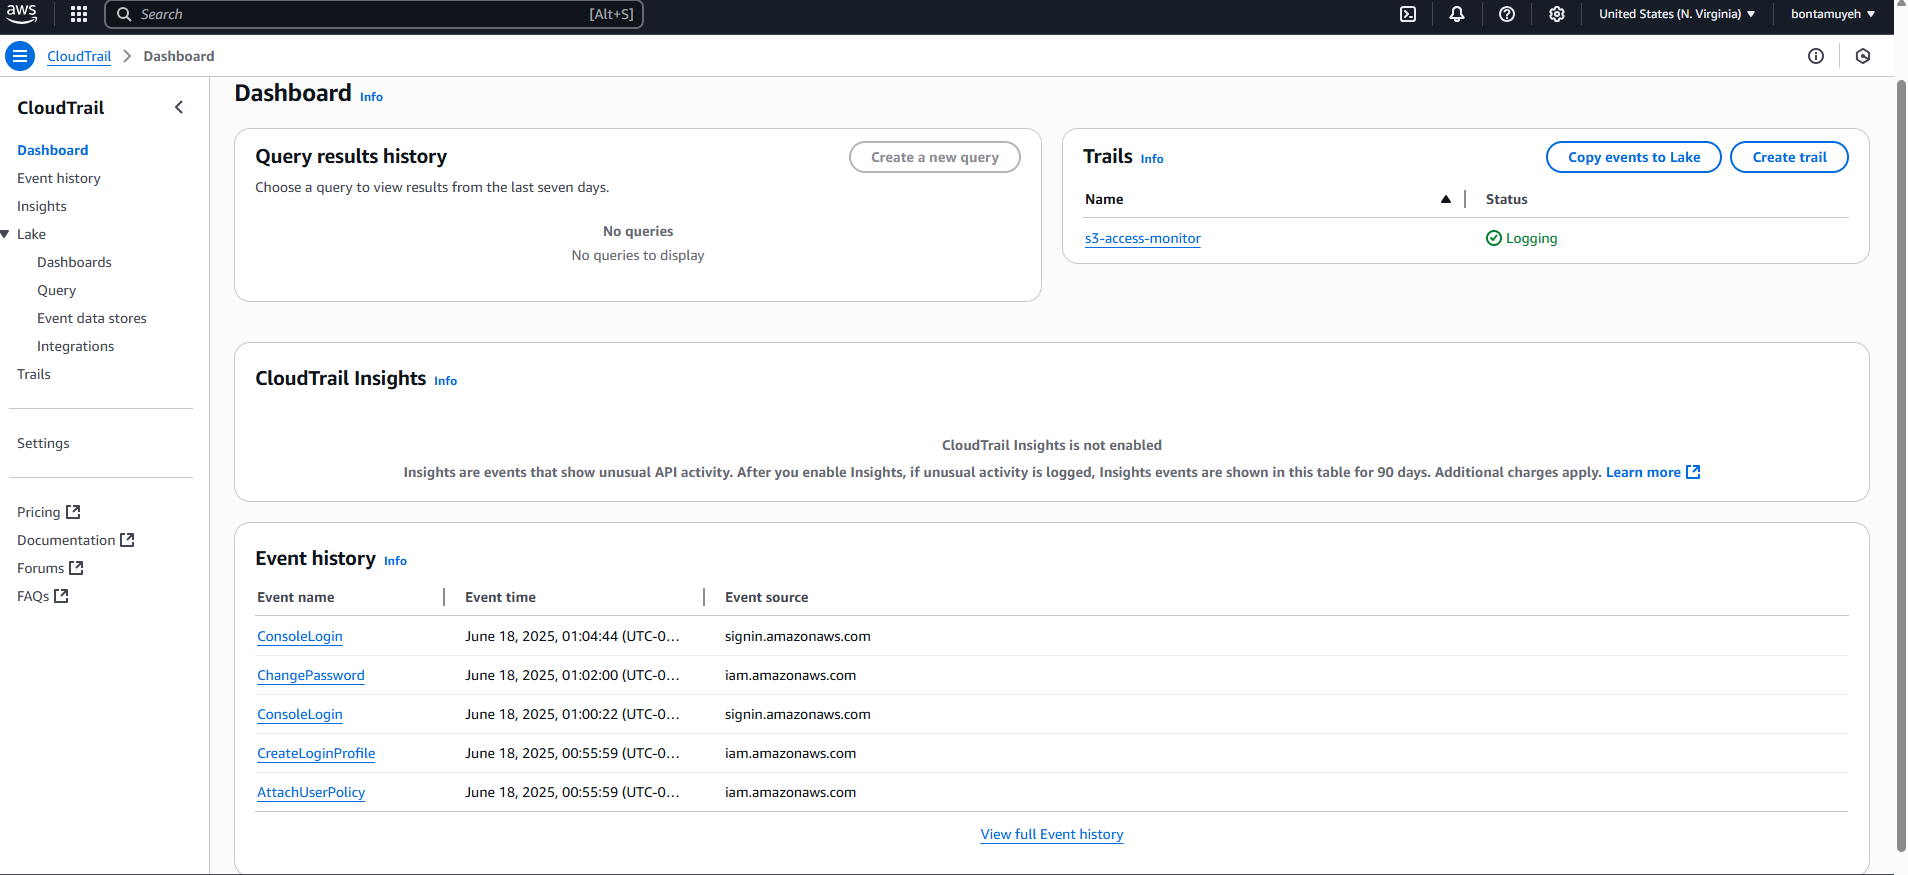 aws
Search [Alt+S]
United States (N. Virginia)
bontamuyeh
CloudTrail
Dashboard
CloudTrail
Dashboard
Event history
Insights
Lake
Dashboards
Query
Event data stores
Integrations
Trails
Settings
Pricing
Documentation
Forums
FAQs
Dashboard Info
Query results history
Create a new query
Choose a query to view results from the last seven days.
No queries
No queries to display
Trails Info
Copy events to Lake
Create trail
Name Status
s3-access-monitor Logging
CloudTrail Insights Info
CloudTrail Insights is not enabled
Insights are events that show unusual API activity. After you enable Insights, if unusual activity is logged, Insights events are shown in this table for 90 days. Additional charges apply. Learn more
Event history Info
Event name Event time Event source
ConsoleLogin June 18, 2025, 01:04:44 (UTC-0... signin.amazonaws.com
ChangePassword June 18, 2025, 01:02:00 (UTC-0... iam.amazonaws.com
ConsoleLogin June 18, 2025, 01:00:22 (UTC-0... signin.amazonaws.com
CreateLoginProfile June 18, 2025, 00:55:59 (UTC-0... iam.amazonaws.com
AttachUserPolicy June 18, 2025, 00:55:59 (UTC-0... iam.amazonaws.com
View full Event history